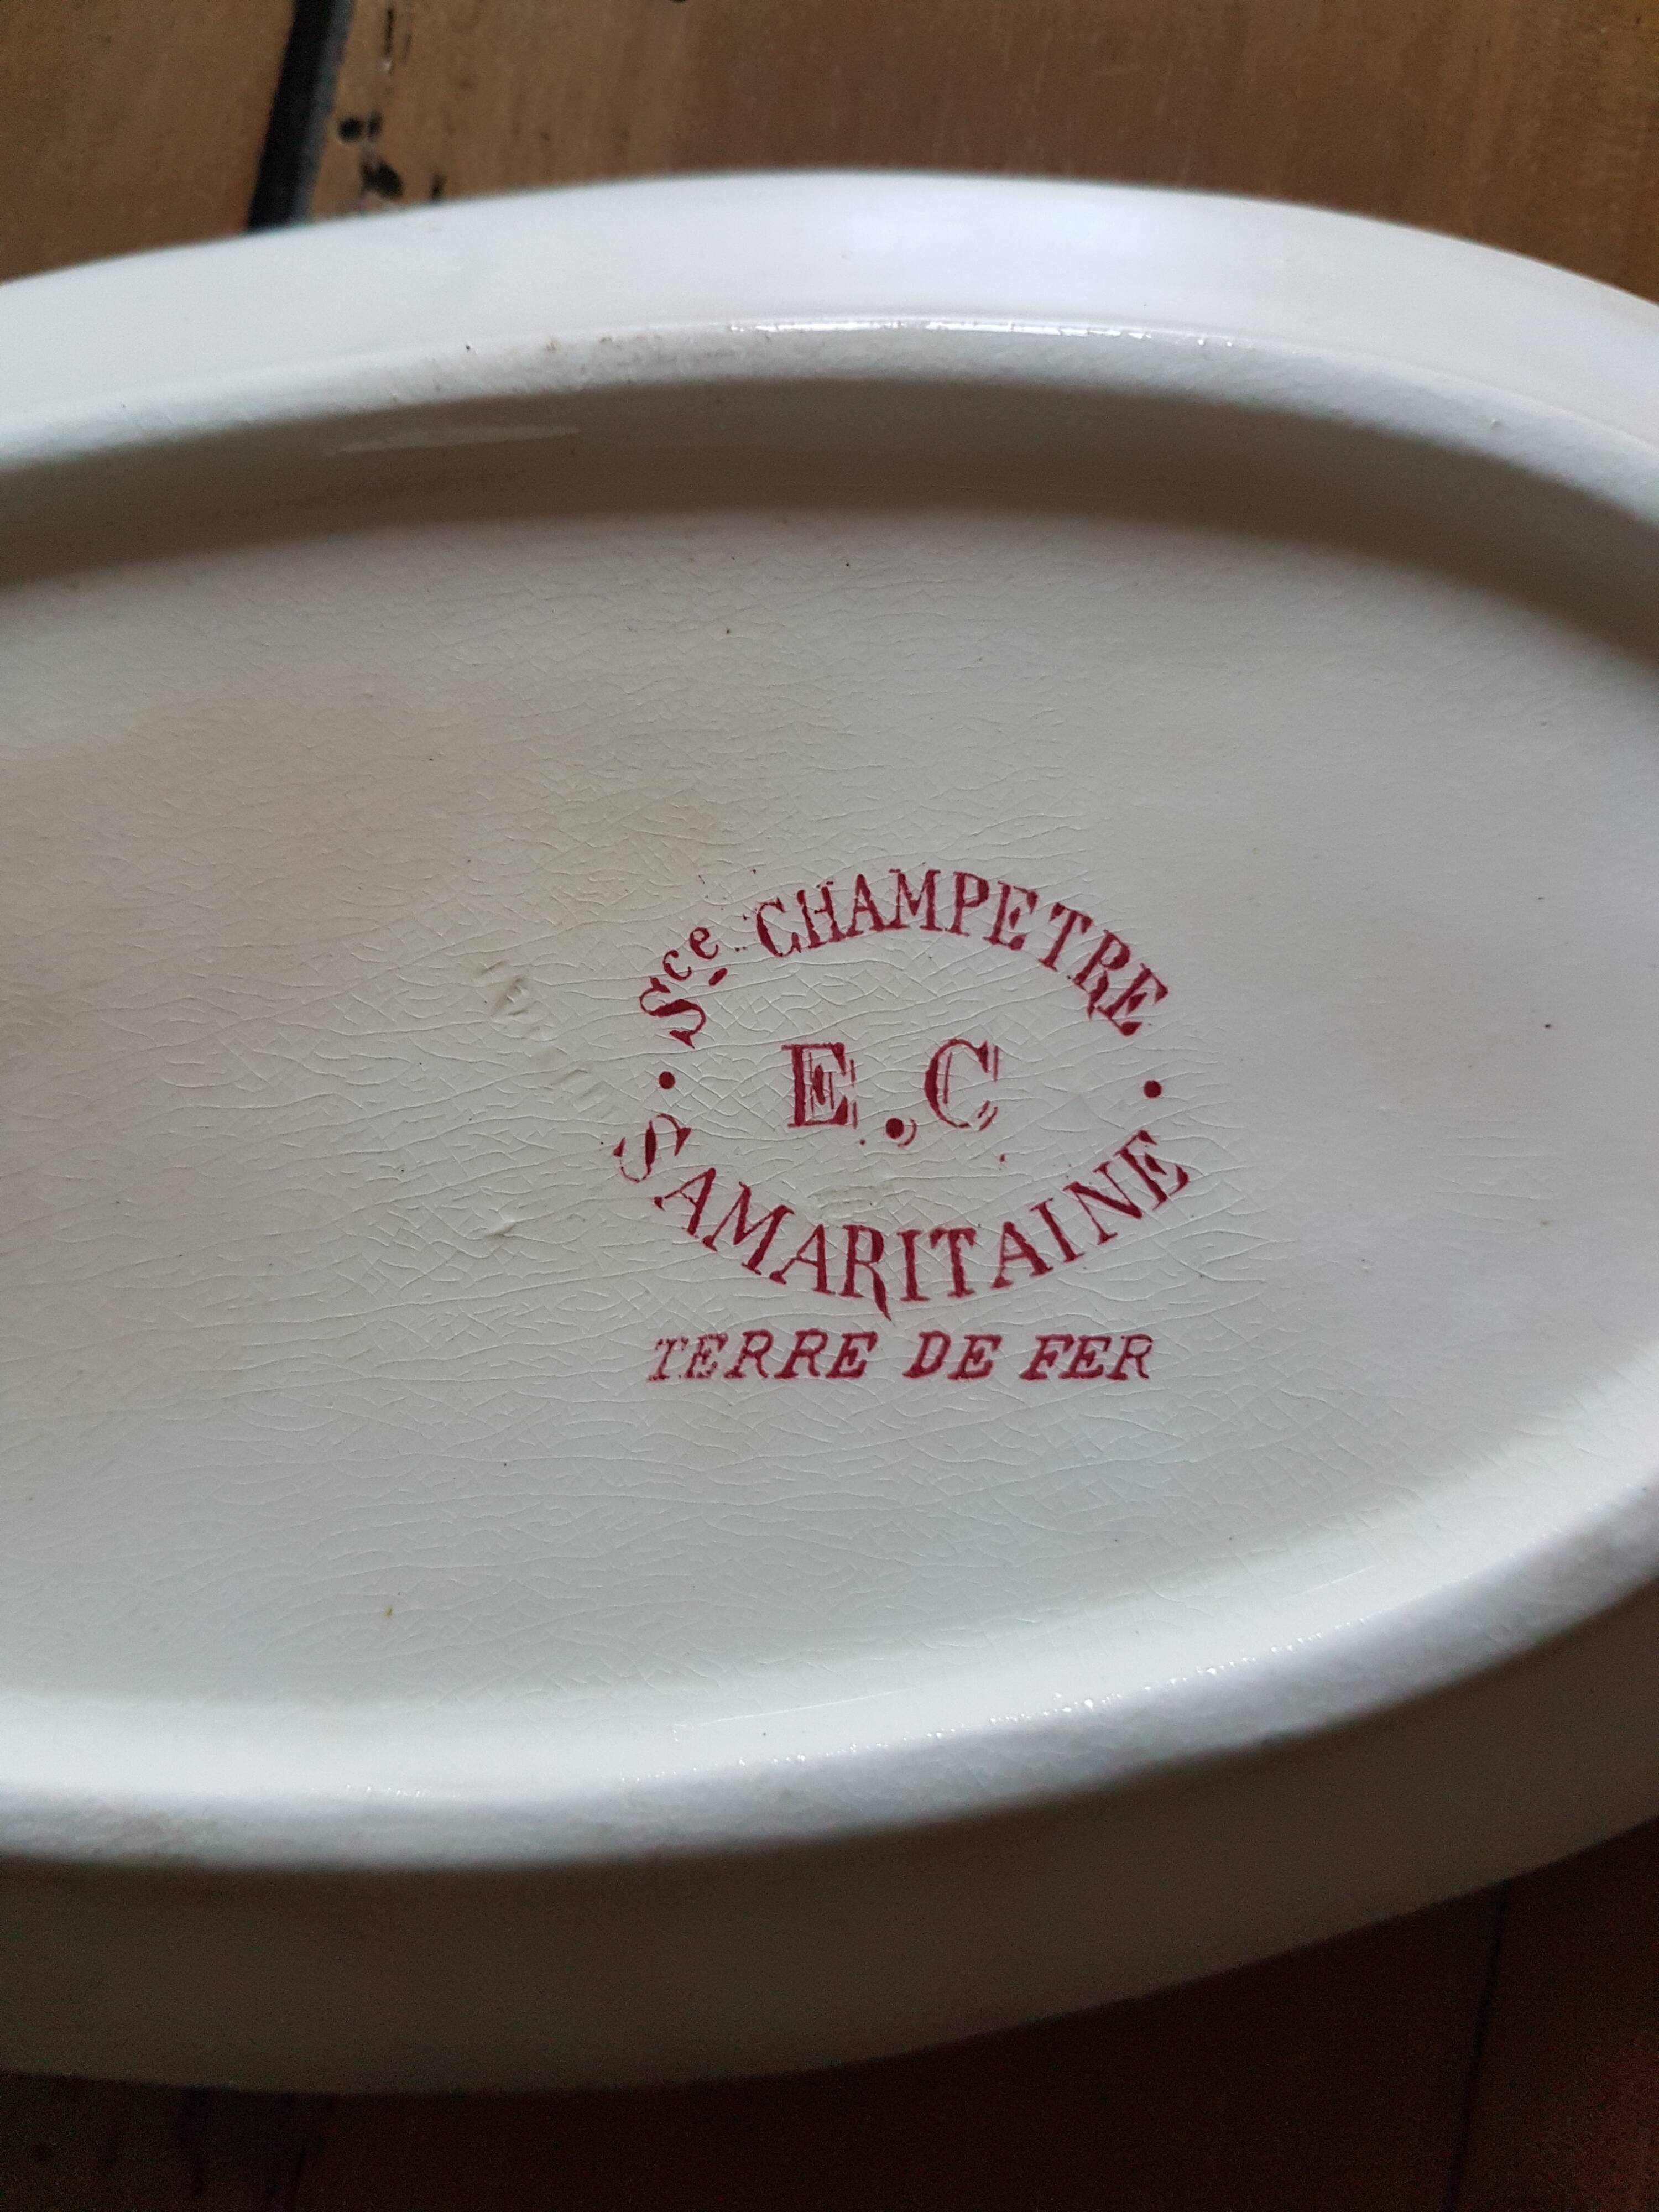 Sce CHAMPETRE
E.C
SAMARITAINE
TERRE DE FER